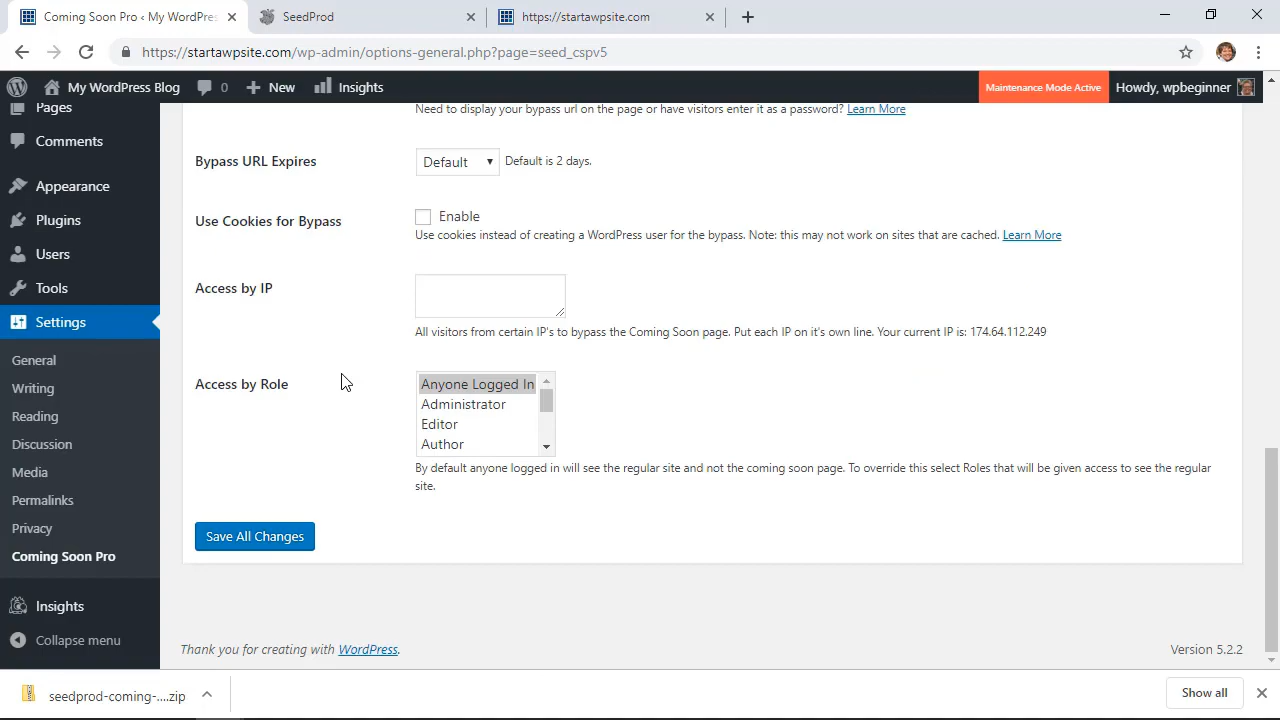 Coming Soon Pro ‹ My WordPres
SeedProd
https://startawpsite.com
https://startawpsite.com/wp-admin/options-general.php?page=seed_cspv5
My WordPress Blog
0
New
Insights
Maintenance Mode Active
Howdy, wpbeginner
Pages
Comments
Appearance
Plugins
Users
Tools
Settings
General
Writing
Reading
Discussion
Media
Permalinks
Privacy
Coming Soon Pro
Insights
Collapse menu
Need to display your bypass url on the page or have visitors enter it as a password? Learn More
Bypass URL Expires
Default
Default is 2 days.
Use Cookies for Bypass
Enable
Use cookies instead of creating a WordPress user for the bypass. Note: this may not work on sites that are cached. Learn More
Access by IP
All visitors from certain IP's to bypass the Coming Soon page. Put each IP on it's own line. Your current IP is: 174.64.112.249
Access by Role
Anyone Logged In
Administrator
Editor
Author
By default anyone logged in will see the regular site and not the coming soon page. To override this select Roles that will be given access to see the regular
site.
Save All Changes
Thank you for creating with WordPress.
Version 5.2.2
seedprod-coming-....zip
Show all